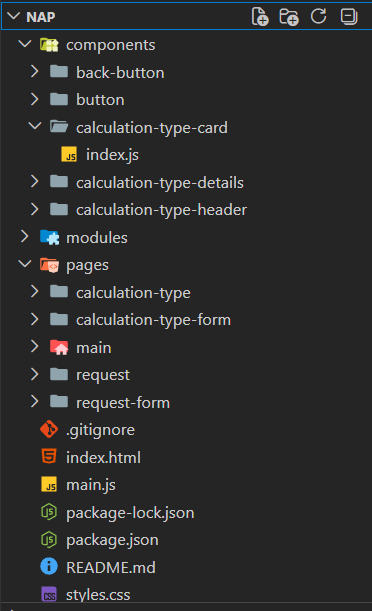 NAP
components
back-button
button
calculation-type-card
JS index.js
calculation-type-details
calculation-type-header
modules
pages
calculation-type
calculation-type-form
main
request
request-form
.gitignore
index.html
JS main.js
package-lock.json
package.json
README.md
styles.css